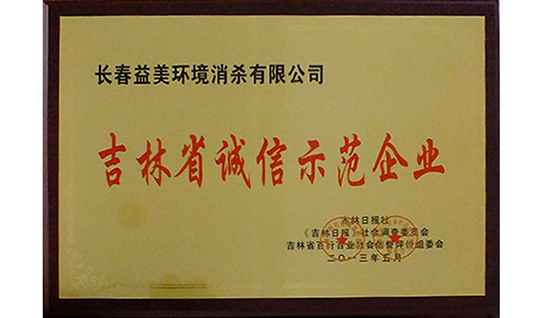 长春益美环境消杀有限公司
吉林省诚信示范企业
吉林日报社
《吉林日报》社会调查委员会
吉林省百行百业社会信誉评价组委会
二〇一三年五月